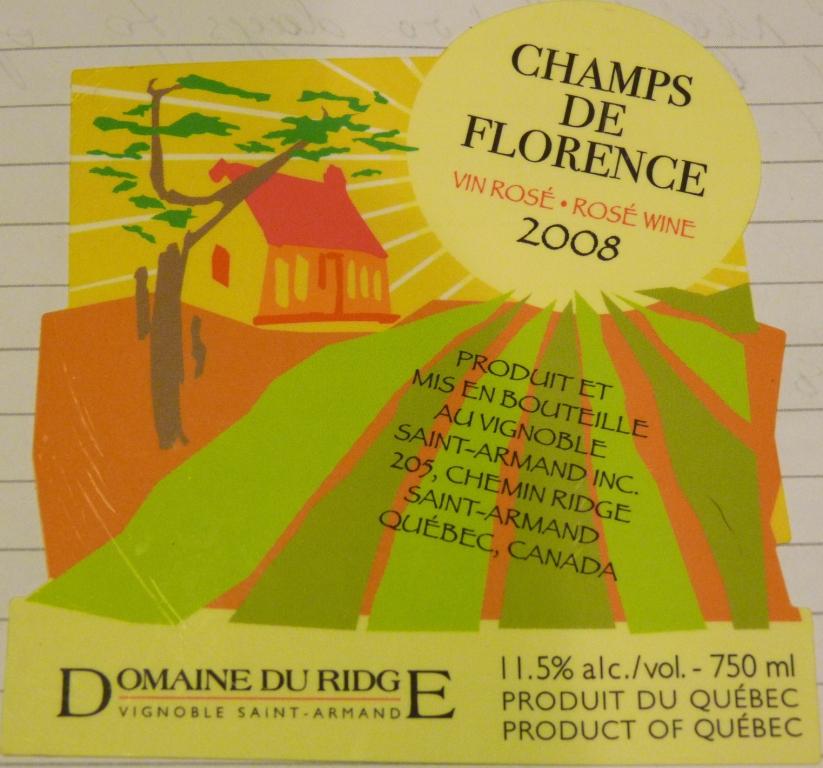 CHAMPS
DE
FLORENCE
VIN ROSÉ • ROSÉ WINE
2008
PRODUIT ET
MIS EN BOUTEILLE
AU VIGNOBLE
SAINT-ARMAND INC.
205, CHEMIN RIDGE
SAINT-ARMAND
QUÉBEC, CANADA
DOMAINE DU RIDGE
VIGNOBLE SAINT-ARMAND
11.5% alc./vol. - 750 ml
PRODUIT DU QUÉBEC
PRODUCT OF QUÉBEC